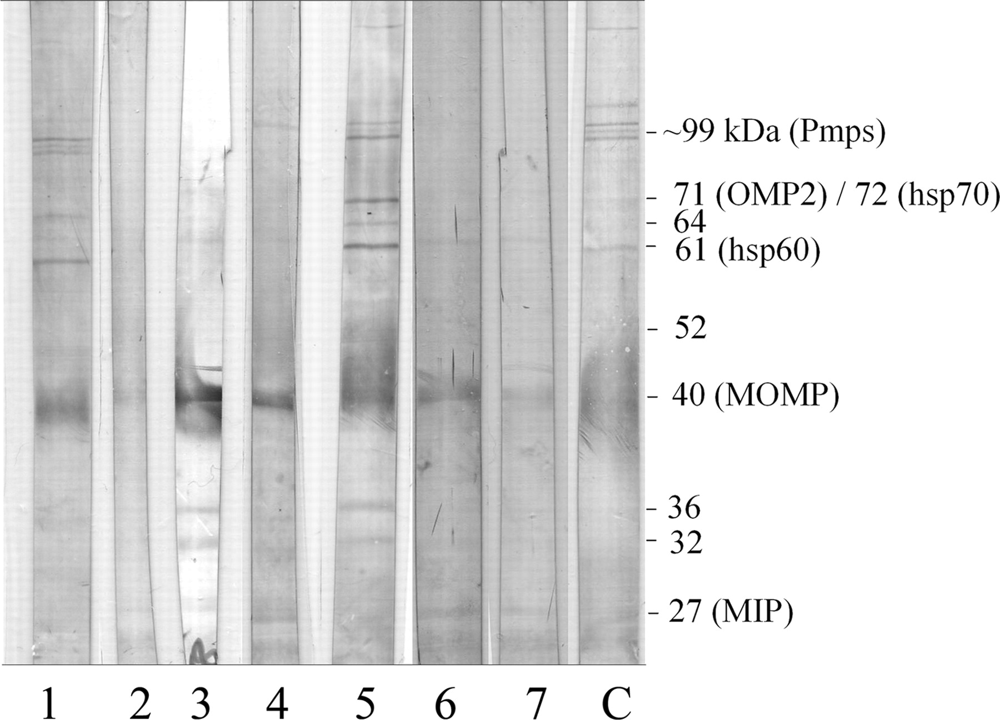 ~99 kDa (Pmps)
71 (OMP2) / 72 (hsp70)
64
61 (hsp60)
52
40 (MOMP)
36
32
27 (MIP)
1 2 3 4 5 6 7 C